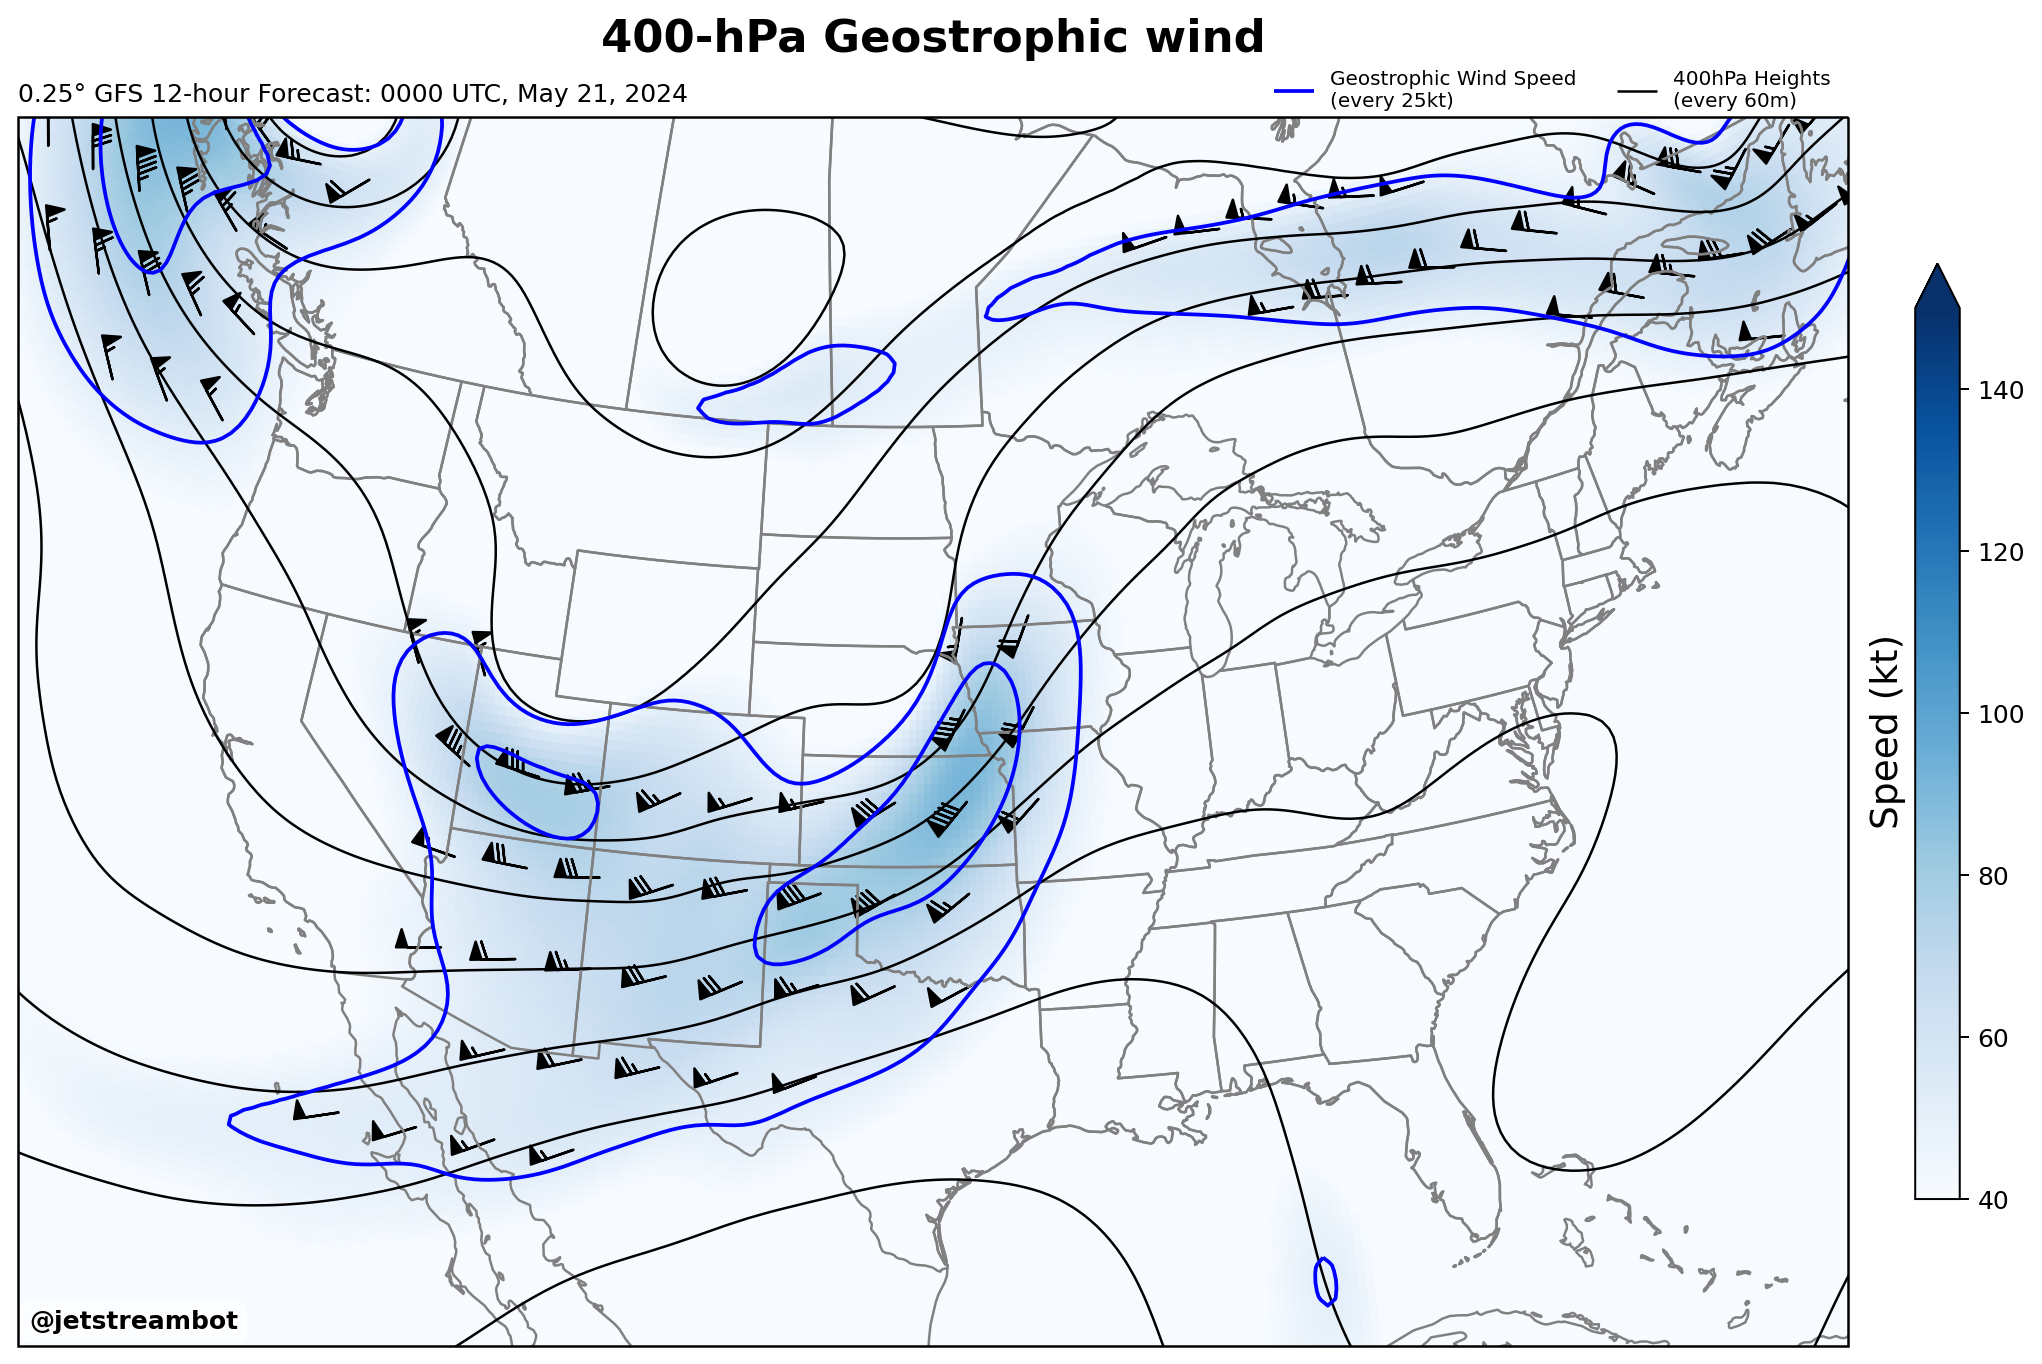 400-hPa Geostrophic wind
0.25° GFS 12-hour Forecast: 0000 UTC, May 21, 2024
Geostrophic Wind Speed
(every 25kt)
400hPa Heights
(every 60m)
140
120
100
80
60
40
Speed (kt)
@jetstreambot